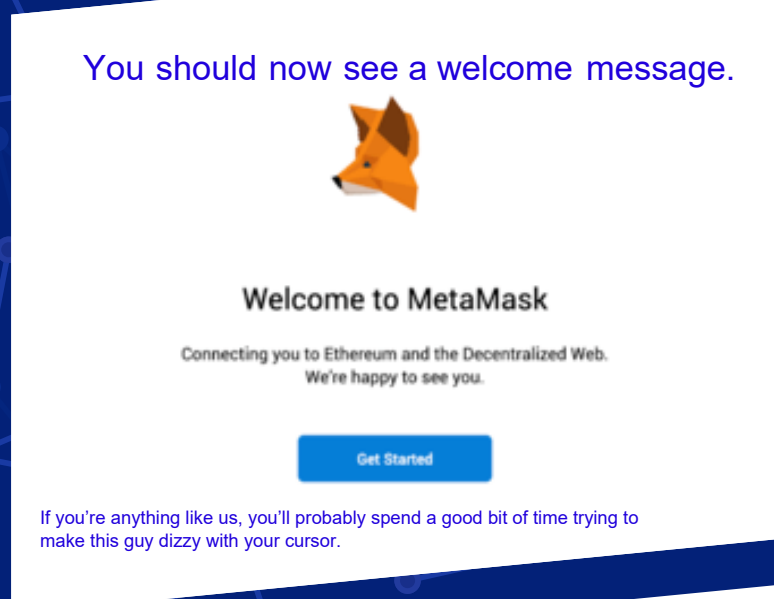 You should now see a welcome message.
Welcome to MetaMask
Connecting you to Ethereum and the Decentralized Web.
We're happy to see you.
Get Started
If you’re anything like us, you’ll probably spend a good bit of time trying to
make this guy dizzy with your cursor.